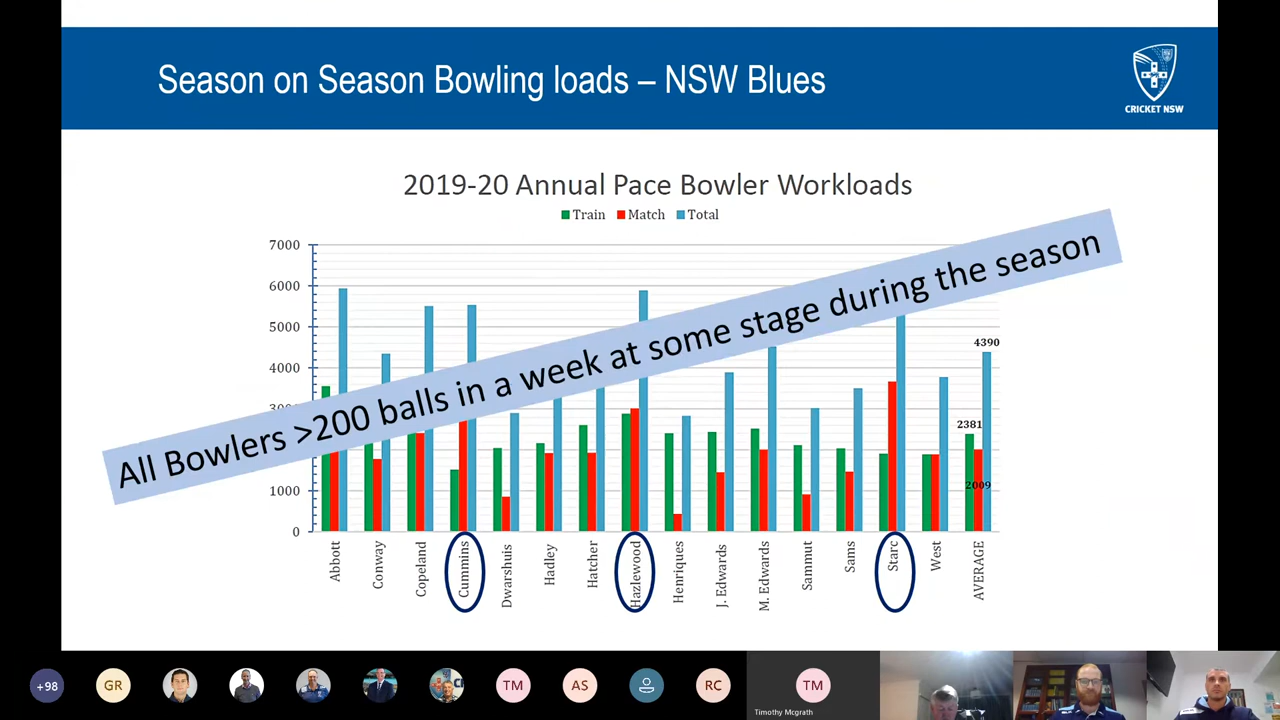 Season on Season Bowling loads – NSW Blues
CRICKET NSW
2019-20 Annual Pace Bowler Workloads
Train Match Total
7000
6000
5000
4000
1000
0
4390
2381
2009
All Bowlers >200 balls in a week at some stage during the season
Abbott
Conway
Copeland
Cummins
Dwarshuis
Hadley
Hatcher
Hazlewood
Henriques
J. Edwards
M. Edwards
Sammut
Sams
Starc
West
AVERAGE
+98
GR
TM
AS
RC
TM
Timothy Mcgrath